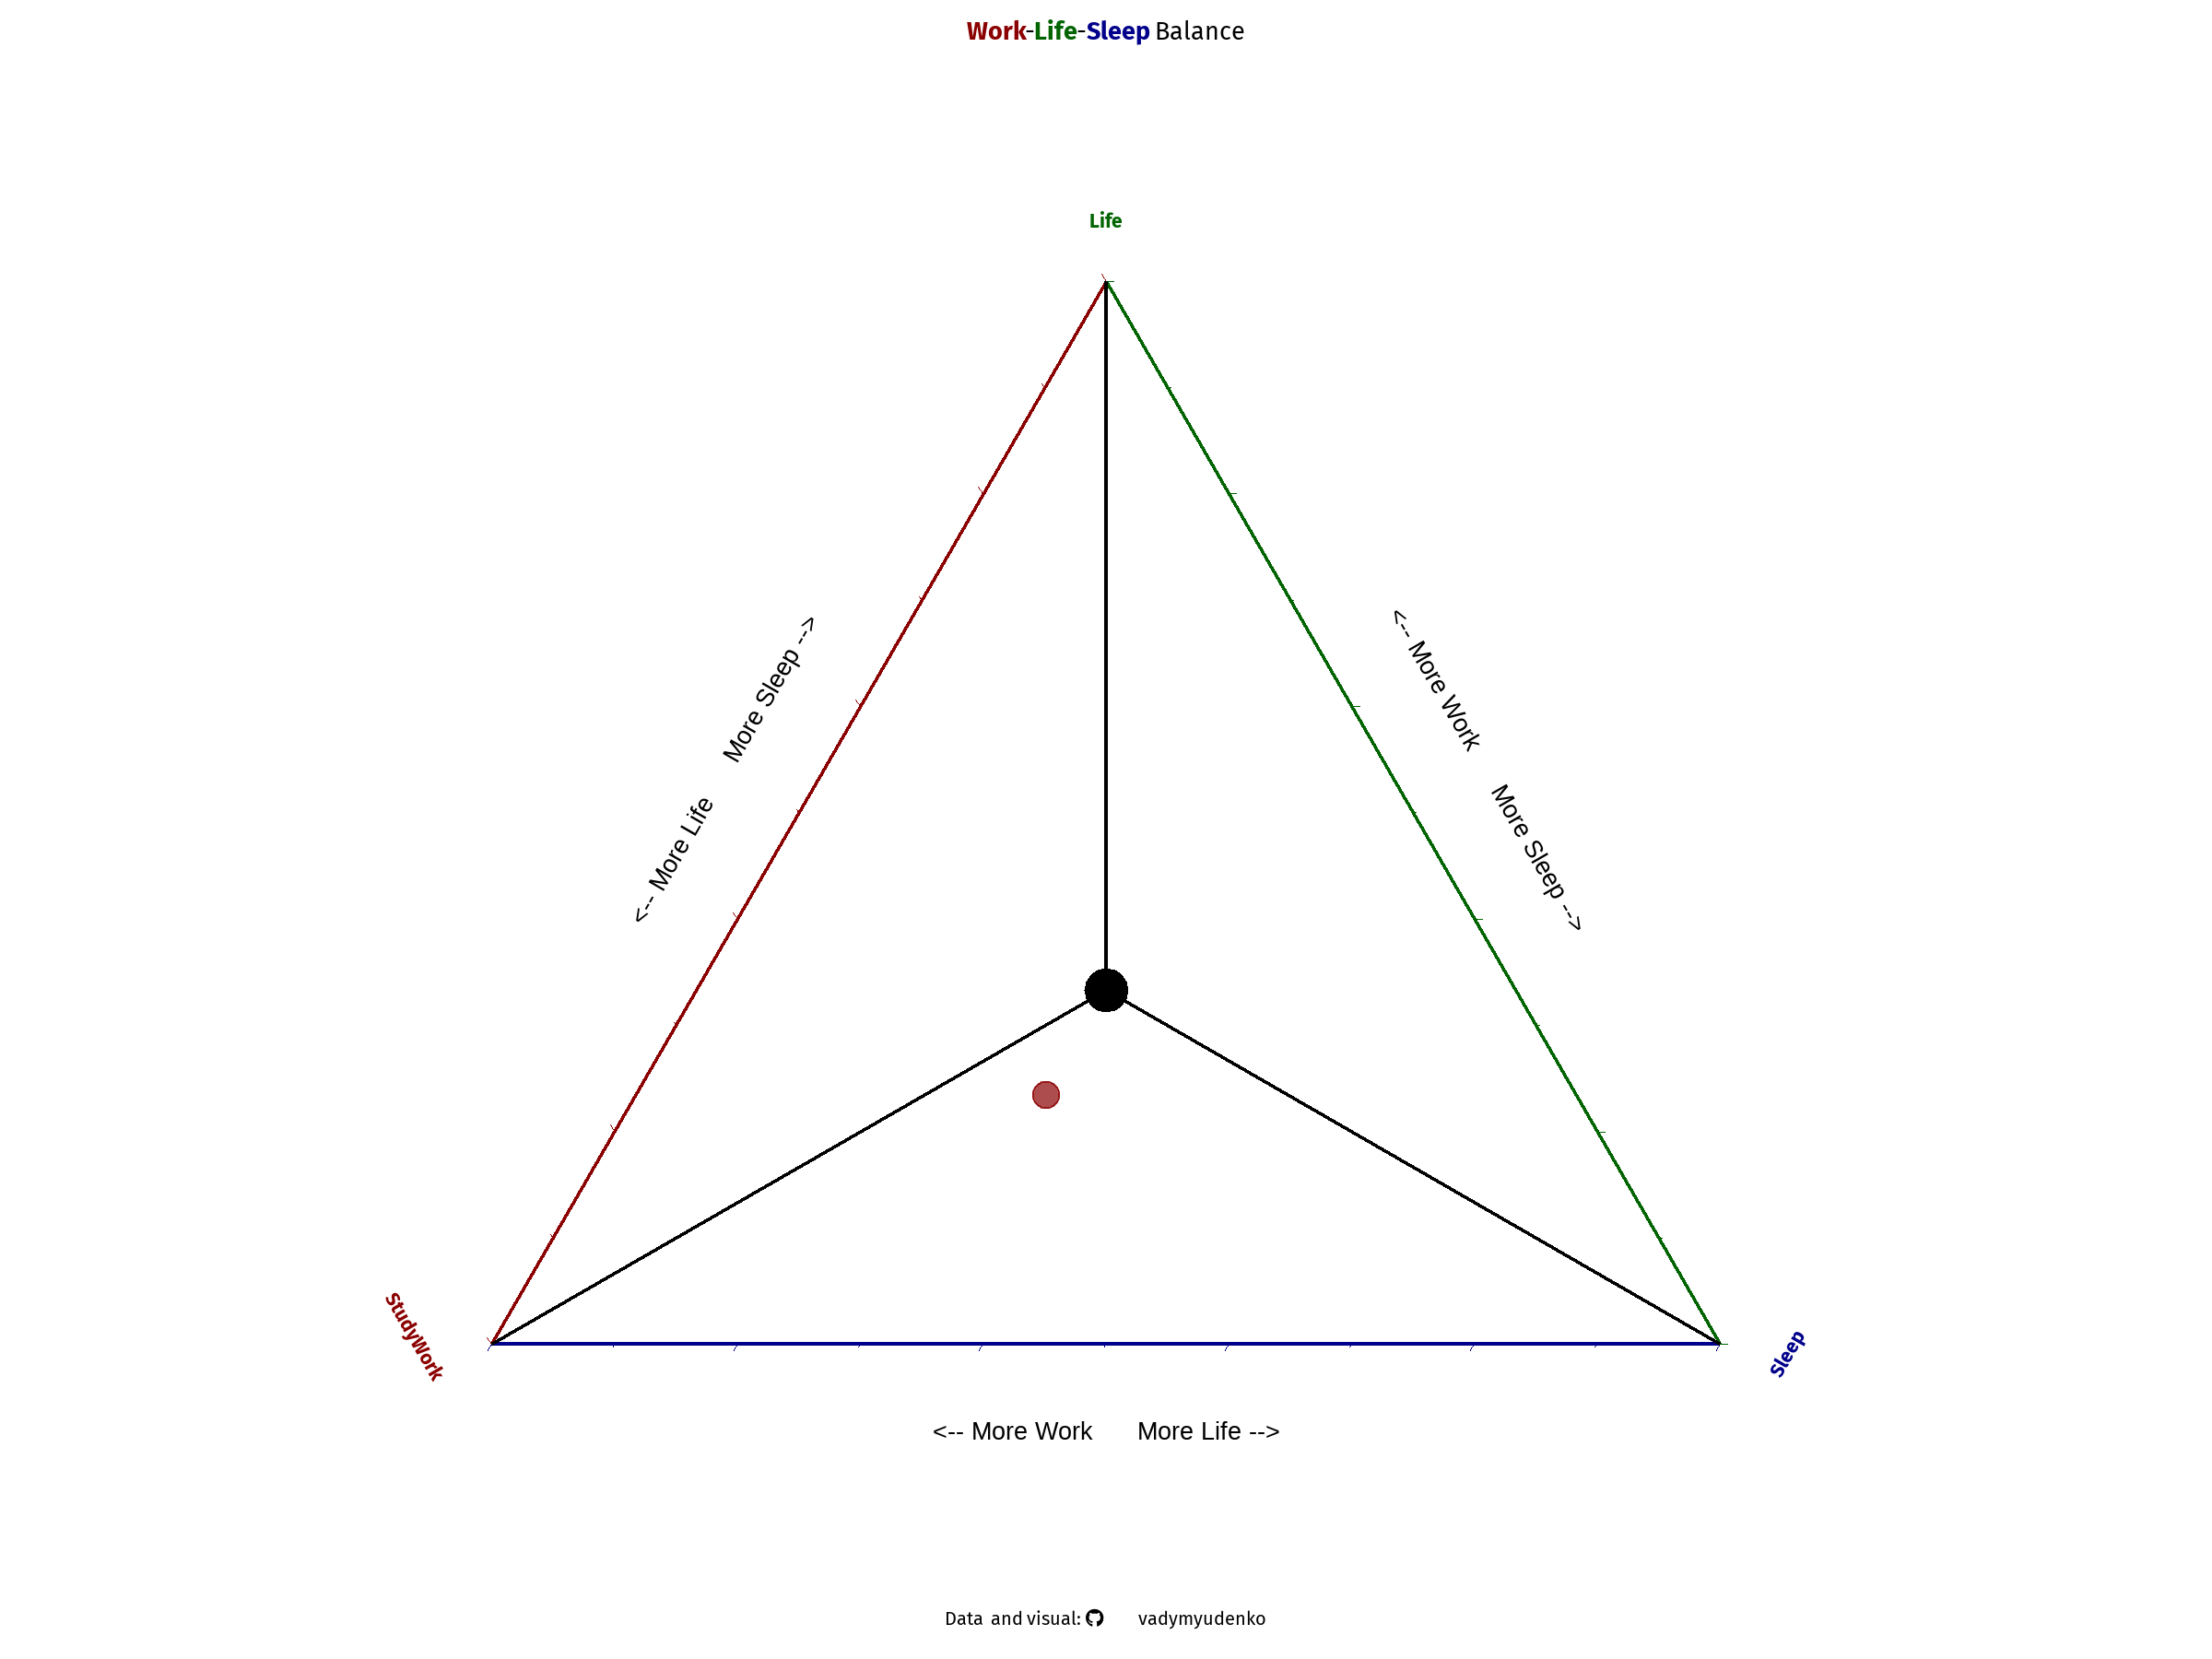 Work-Life-Sleep Balance
Life
<-- More Life More Sleep -->
<-- More Work More Sleep -->
StudyWork
Sleep
<-- More Work More Life -->
Data and visual: vadymyudenko